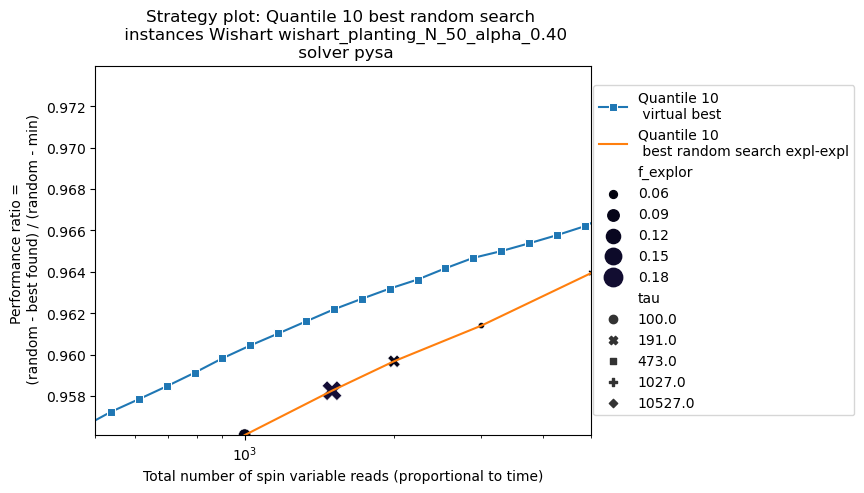 Strategy plot: Quantile 10 best random search
instances Wishart wishart_planting_N_50_alpha_0.40
solver pysa
Performance ratio =
(random - best found) / (random - min)
0.972
0.970
0.968
0.966
0.964
0.962
0.960
0.958
10^3
Total number of spin variable reads (proportional to time)
Quantile 10
virtual best
Quantile 10
best random search expl-expl
f_explor
0.06
0.09
0.12
0.15
0.18
tau
100.0
191.0
473.0
1027.0
10527.0